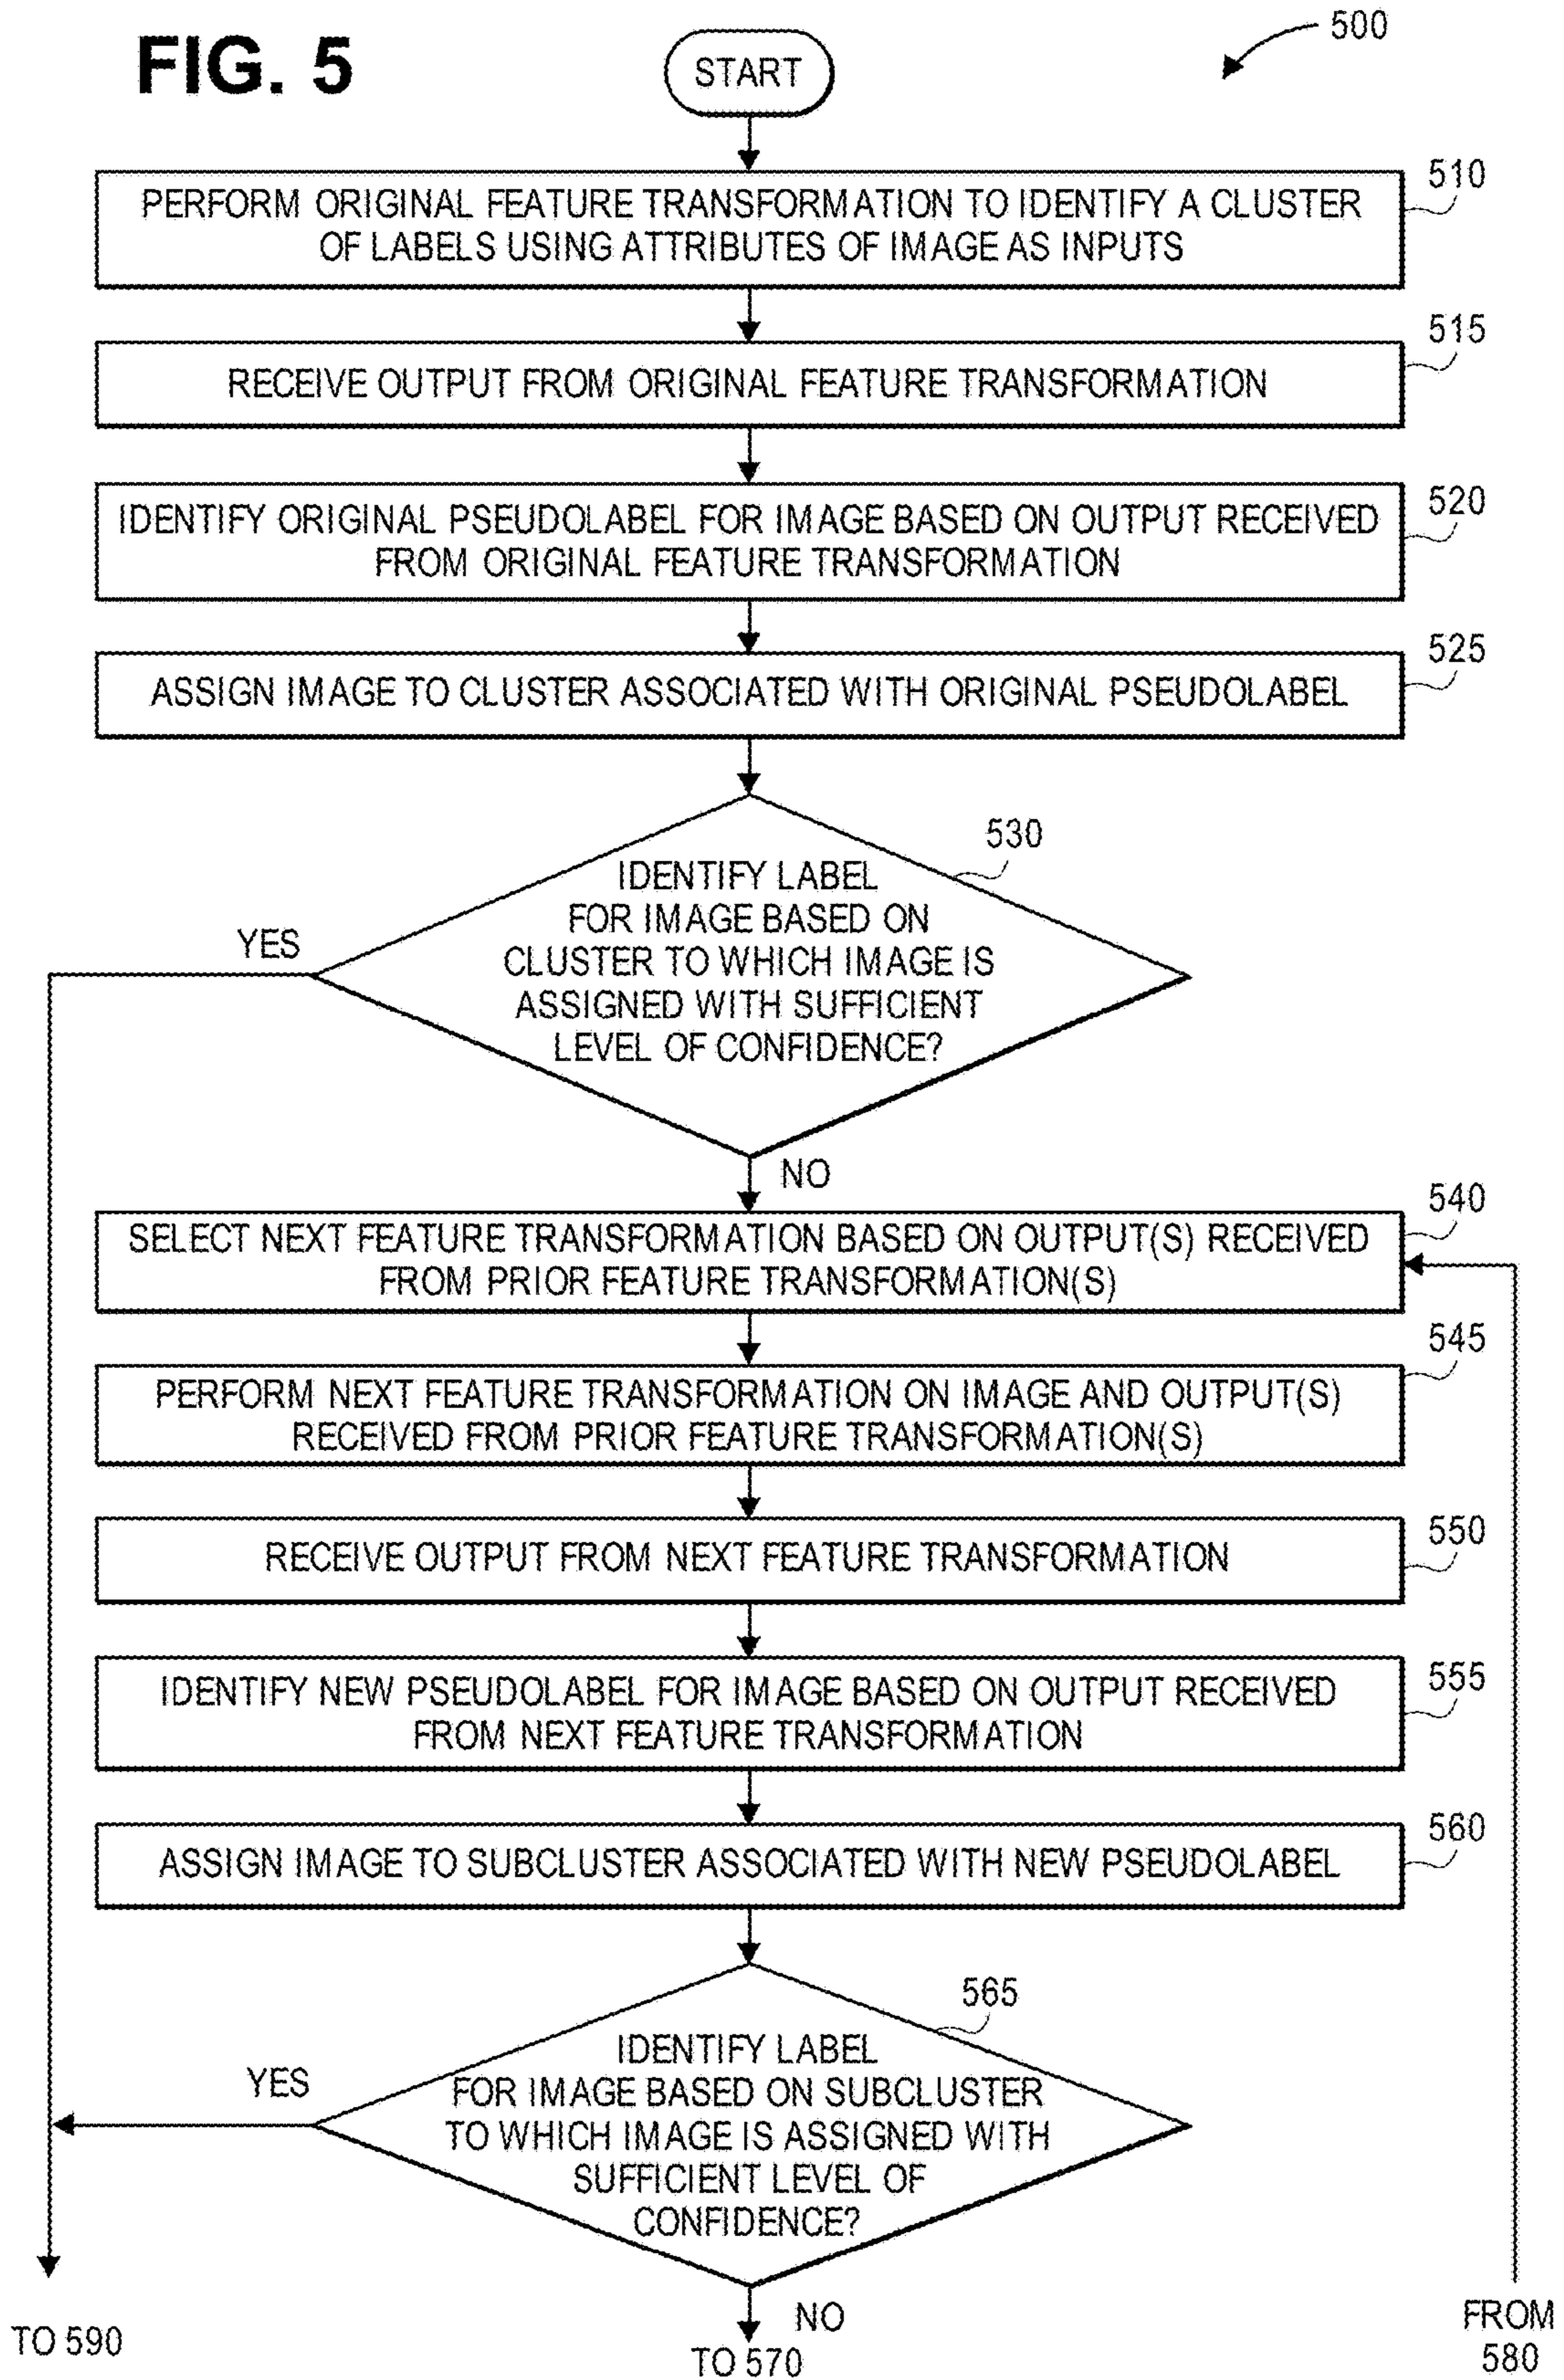 FIG. 5
START
500
PERFORM ORIGINAL FEATURE TRANSFORMATION TO IDENTIFY A CLUSTER
OF LABELS USING ATTRIBUTES OF IMAGE AS INPUTS
510
RECEIVE OUTPUT FROM ORIGINAL FEATURE TRANSFORMATION
515
IDENTIFY ORIGINAL PSEUDOLABEL FOR IMAGE BASED ON OUTPUT RECEIVED
FROM ORIGINAL FEATURE TRANSFORMATION
520
ASSIGN IMAGE TO CLUSTER ASSOCIATED WITH ORIGINAL PSEUDOLABEL
525
530
IDENTIFY LABEL
FOR IMAGE BASED ON
CLUSTER TO WHICH IMAGE IS
ASSIGNED WITH SUFFICIENT
LEVEL OF CONFIDENCE?
YES
NO
SELECT NEXT FEATURE TRANSFORMATION BASED ON OUTPUT(S) RECEIVED
FROM PRIOR FEATURE TRANSFORMATION(S)
540
PERFORM NEXT FEATURE TRANSFORMATION ON IMAGE AND OUTPUT(S)
RECEIVED FROM PRIOR FEATURE TRANSFORMATION(S)
545
RECEIVE OUTPUT FROM NEXT FEATURE TRANSFORMATION
550
IDENTIFY NEW PSEUDOLABEL FOR IMAGE BASED ON OUTPUT RECEIVED
FROM NEXT FEATURE TRANSFORMATION
555
ASSIGN IMAGE TO SUBCLUSTER ASSOCIATED WITH NEW PSEUDOLABEL
560
565
IDENTIFY LABEL
FOR IMAGE BASED ON SUBCLUSTER
TO WHICH IMAGE IS ASSIGNED WITH
SUFFICIENT LEVEL OF
CONFIDENCE?
YES
NO
TO 590
TO 570
FROM
580